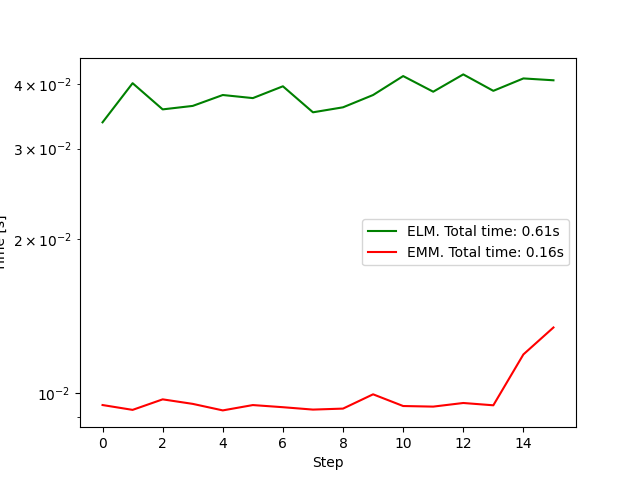 4 × 10⁻²
3 × 10⁻²
2 × 10⁻²
10⁻²
Time [s]
ELM. Total time: 0.61s
EMM. Total time: 0.16s
0 2 4 6 8 10 12 14
Step